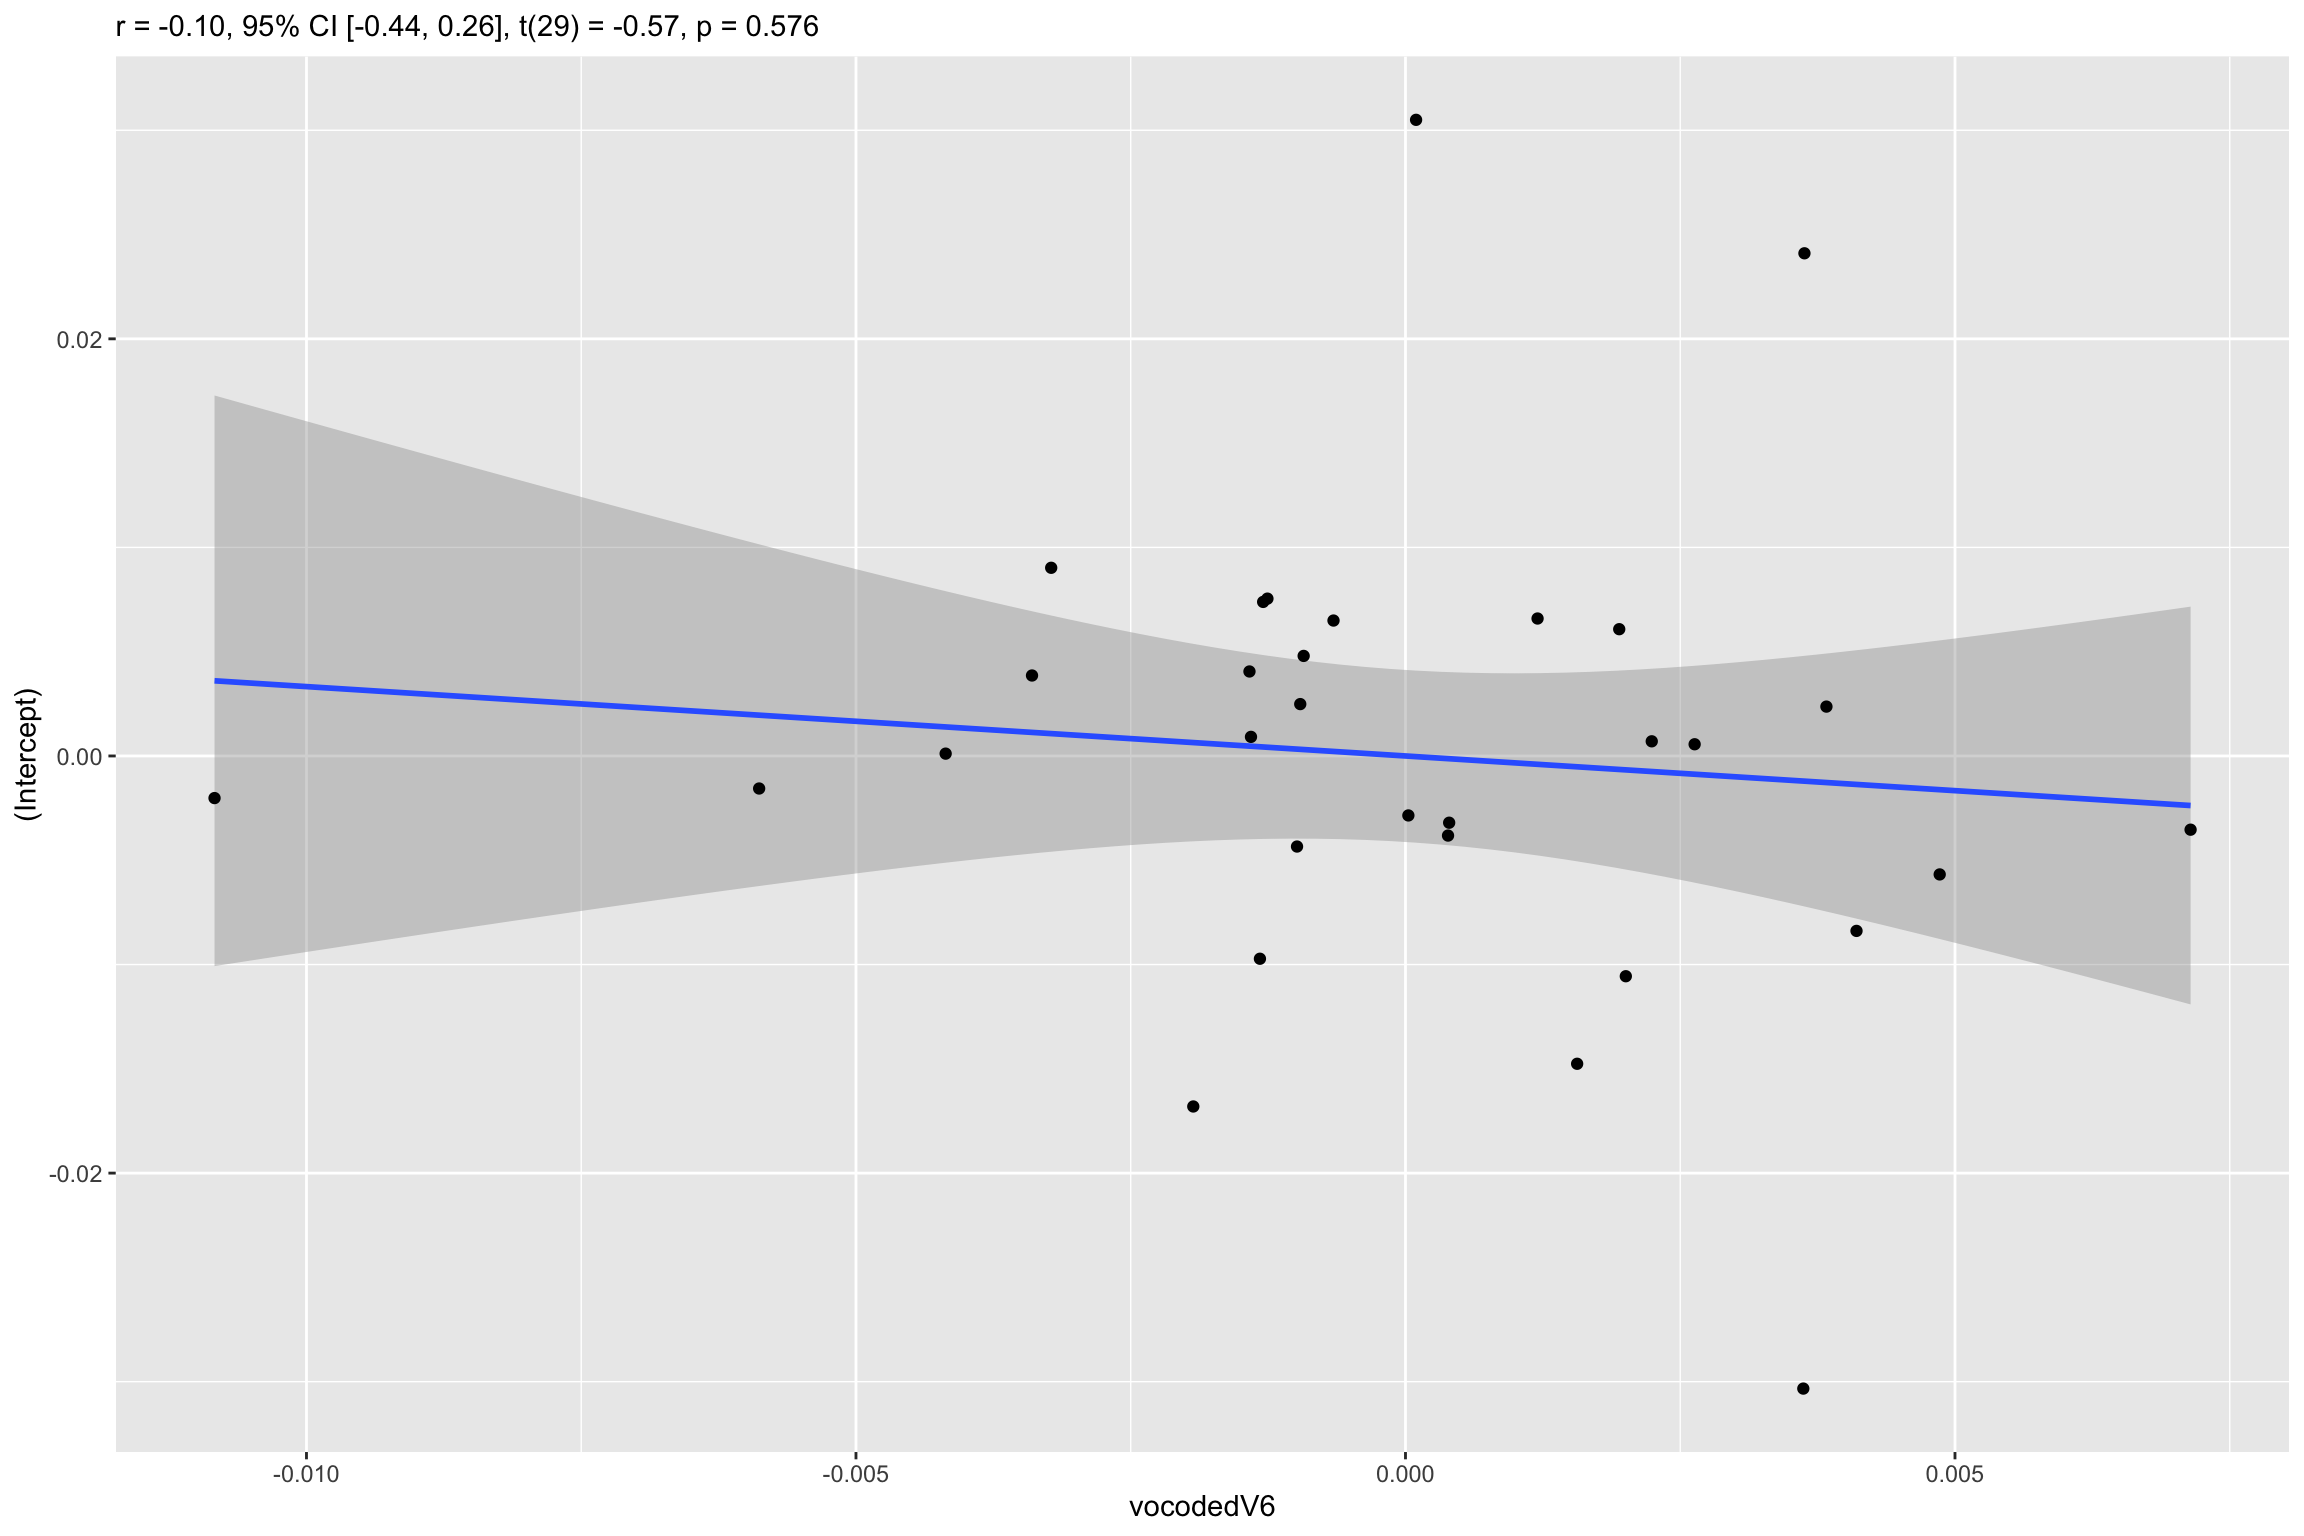 r = -0.10, 95% CI [-0.44, 0.26], t(29) = -0.57, p = 0.576
0.02
0.00
-0.02
(Intercept)
-0.010
-0.005
0.000
0.005
vocodedV6